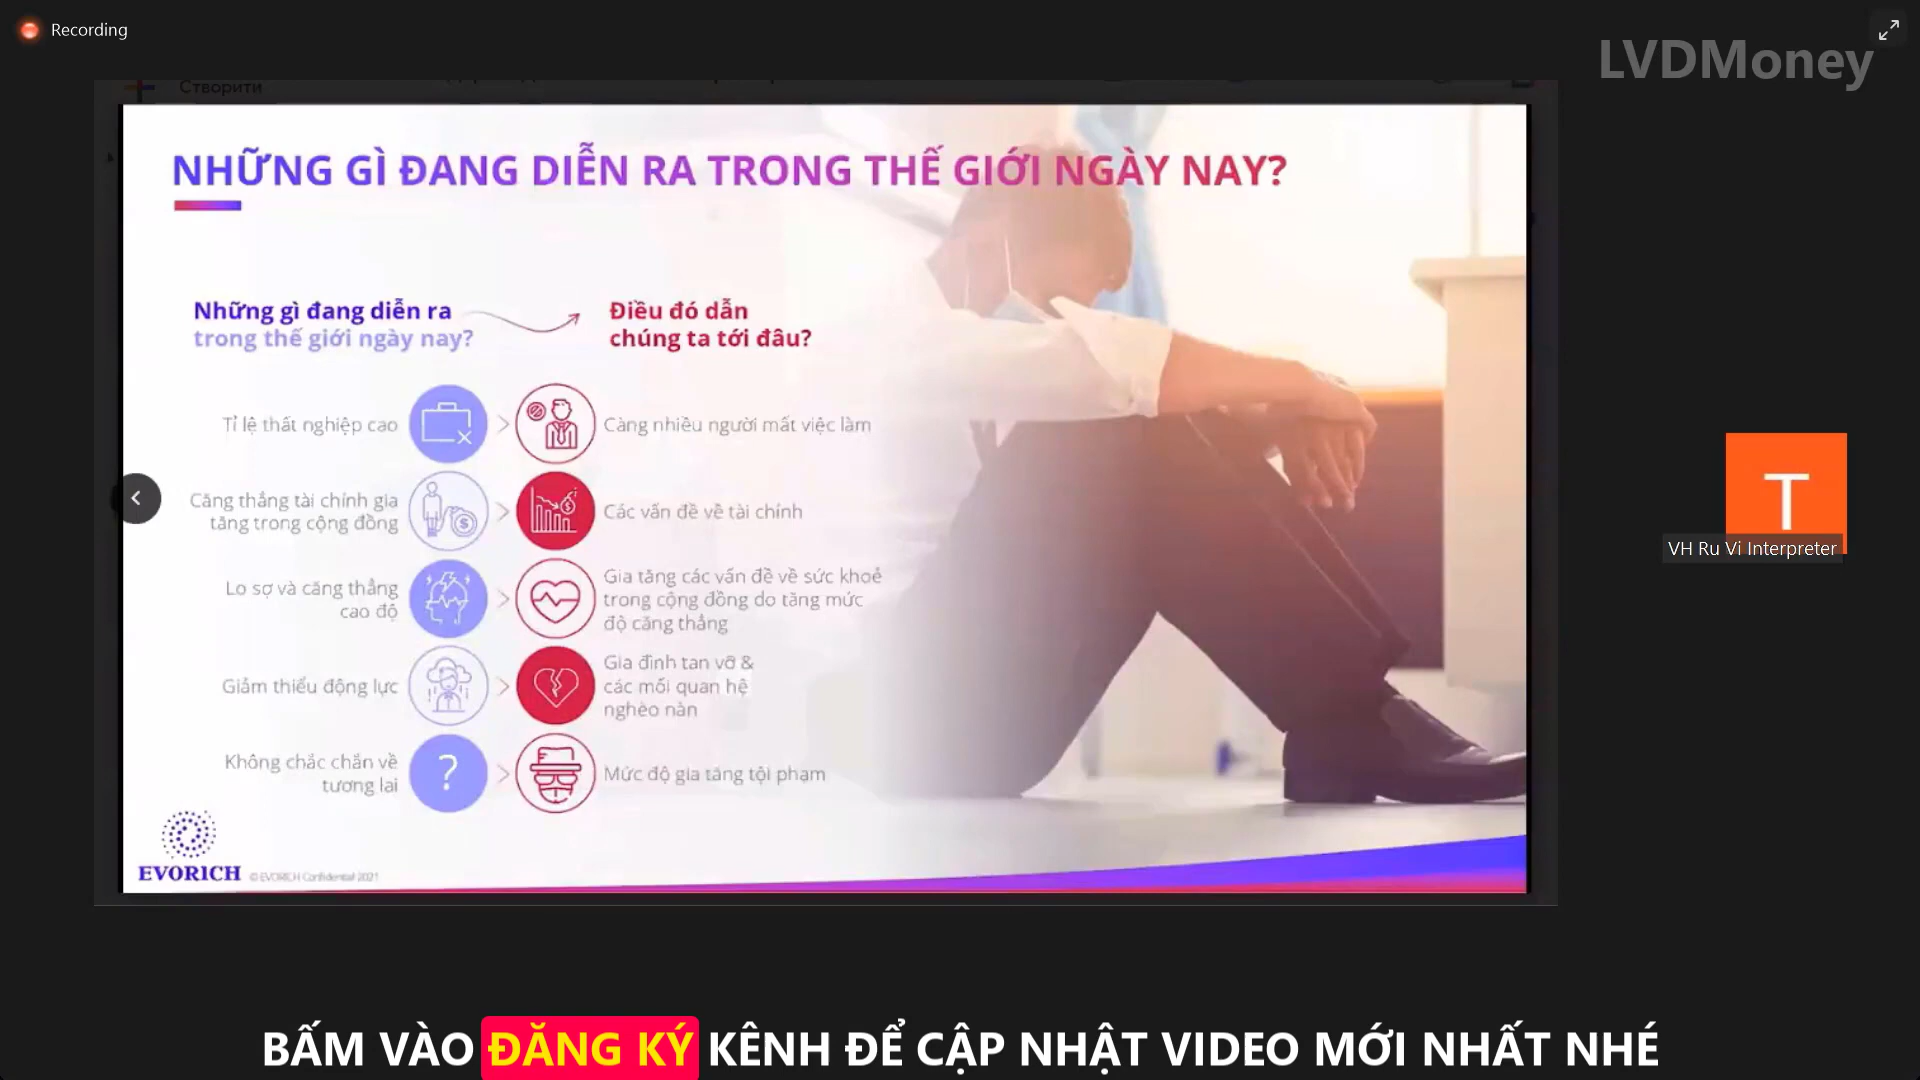 Recording
LVDMoney
Створити
NHỮNG GÌ ĐANG DIỄN RA TRONG THẾ GIỚI NGÀY NAY?
Những gì đang diễn ra
trong thế giới ngày nay?
Điều đó dẫn
chúng ta tới đâu?
Tỉ lệ thất nghiệp cao
Càng nhiều người mất việc làm
Căng thẳng tài chính gia
tăng trong cộng đồng
Các vấn đề về tài chính
Lo sợ và căng thẳng
cao độ
Gia tăng các vấn đề về sức khoẻ
trong cộng đồng do tăng mức
độ căng thẳng
Giảm thiểu động lực
Gia đình tan vỡ &
các mối quan hệ
nghèo nàn
Không chắc chắn về
tương lai
?
Mức độ gia tăng tội phạm
EVORICH
© EVORICH Confidential 2021
T
VH Ru Vi Interpreter
BẤM VÀO ĐĂNG KÝ KÊNH ĐỂ CẬP NHẬT VIDEO MỚI NHẤT NHÉ